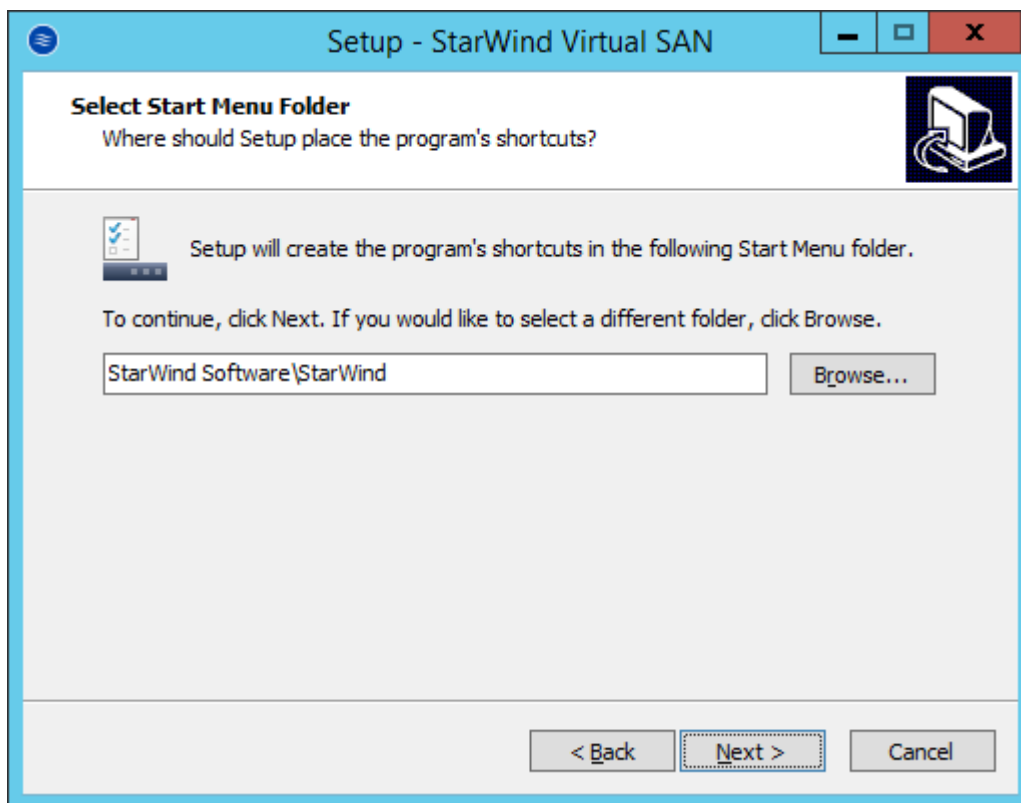 Setup - StarWind Virtual SAN
Select Start Menu Folder
Where should Setup place the program's shortcuts?
Setup will create the program's shortcuts in the following Start Menu folder.
To continue, click Next. If you would like to select a different folder, click Browse.
StarWind Software\StarWind
Browse...
< Back
Next >
Cancel